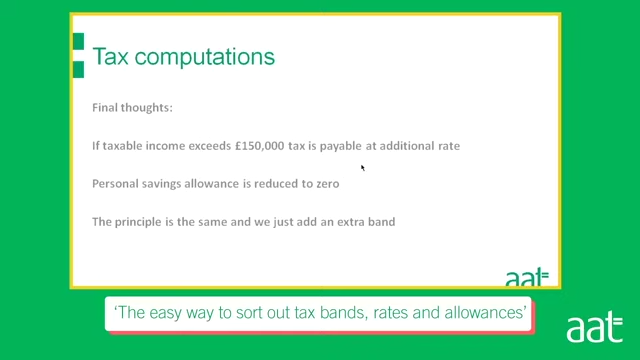 Tax computations
Final thoughts:
If taxable income exceeds £150,000 tax is payable at additional rate
Personal savings allowance is reduced to zero
The principle is the same and we just add an extra band
aat
‘The easy way to sort out tax bands, rates and allowances’
aat